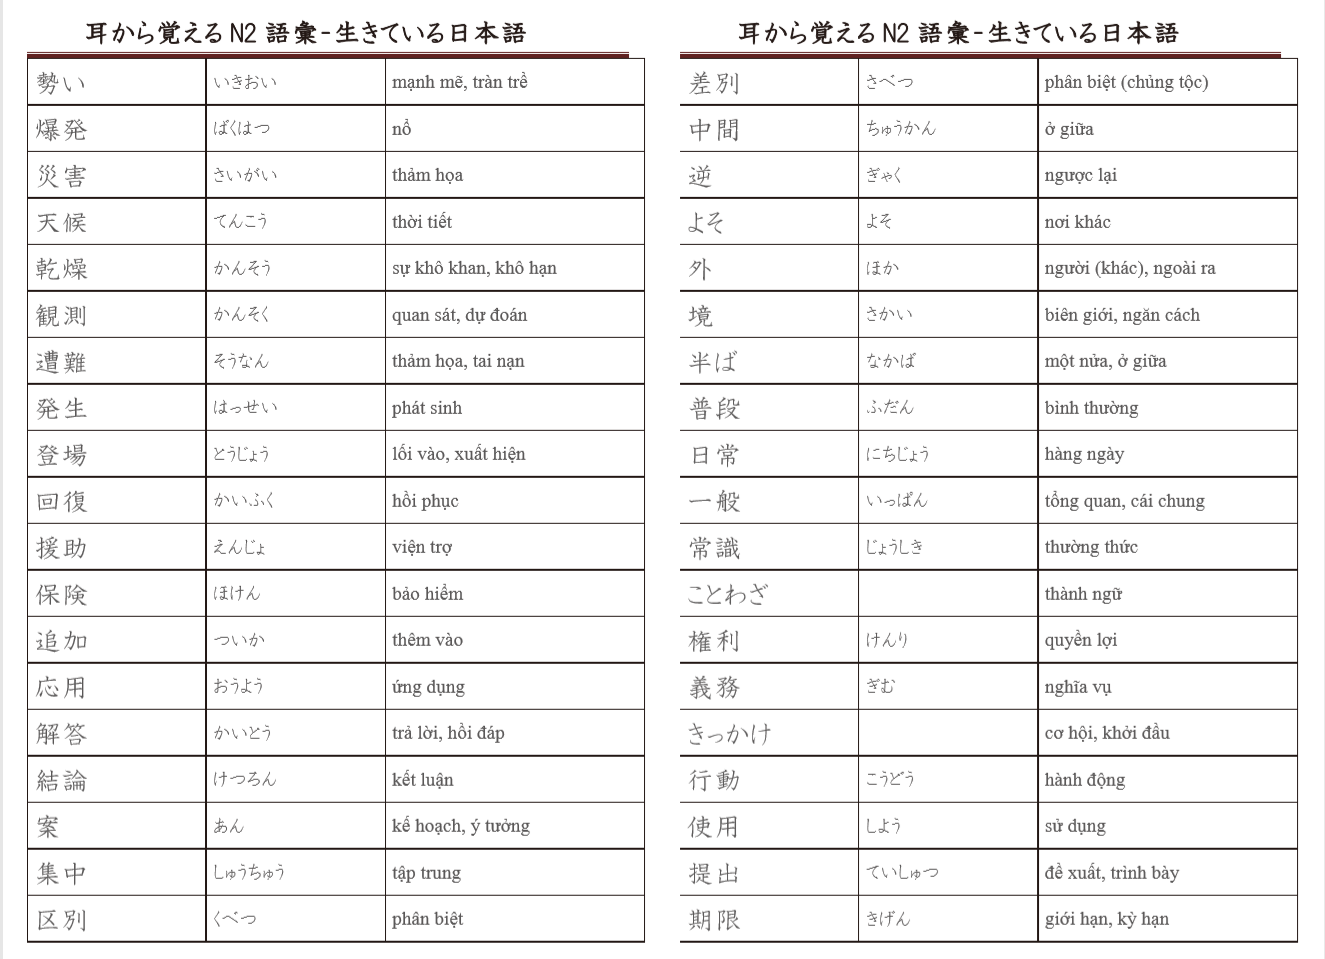 耳から覚える N2 語彙 - 生きている日本語
勢い いきおい mạnh mẽ, tràn trề
爆発 ばくはつ nổ
災害 さいがい thảm họa
天候 てんこう thời tiết
乾燥 かんそう sự khô khan, khô hạn
観測 かんそく quan sát, dự đoán
遭難 そうなん thảm họa, tai nạn
発生 はっせい phát sinh
登場 とうじょう lối vào, xuất hiện
回復 かいふく hồi phục
援助 えんじょ viện trợ
保険 ほけん bảo hiểm
追加 ついか thêm vào
応用 おうよう ứng dụng
解答 かいとう trả lời, hồi đáp
結論 けつろん kết luận
案 あん kế hoạch, ý tưởng
集中 しゅうちゅう tập trung
区別 くべつ phân biệt
耳から覚える N2 語彙 - 生きている日本語
差別 さべつ phân biệt (chủng tộc)
中間 ちゅうかん ở giữa
逆 ぎゃく ngược lại
よそ よそ nơi khác
外 ほか người (khác), ngoài ra
境 さかい biên giới, ngăn cách
半ば なかば một nửa, ở giữa
普段 ふだん bình thường
日常 にちじょう hàng ngày
一般 いっぱん tổng quan, cái chung
常識 じょうしき thường thức
ことわざ thành ngữ
権利 けんり quyền lợi
義務 ぎむ nghĩa vụ
きっかけ cơ hội, khởi đầu
行動 こうどう hành động
使用 しよう sử dụng
提出 ていしゅつ đề xuất, trình bày
期限 きげん giới hạn, kỳ hạn